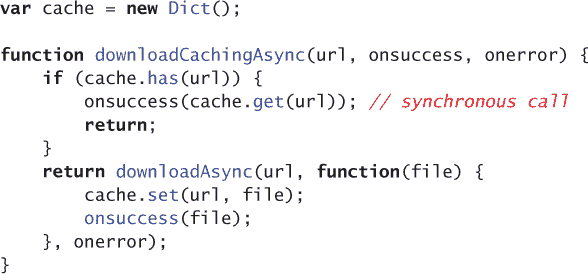 var cache = new Dict();
function downloadCachingAsync(url, onsuccess, onerror) {
    if (cache.has(url)) {
        onsuccess(cache.get(url)); // synchronous call
        return;
    }
    return downloadAsync(url, function(file) {
        cache.set(url, file);
        onsuccess(file);
    }, onerror);
}